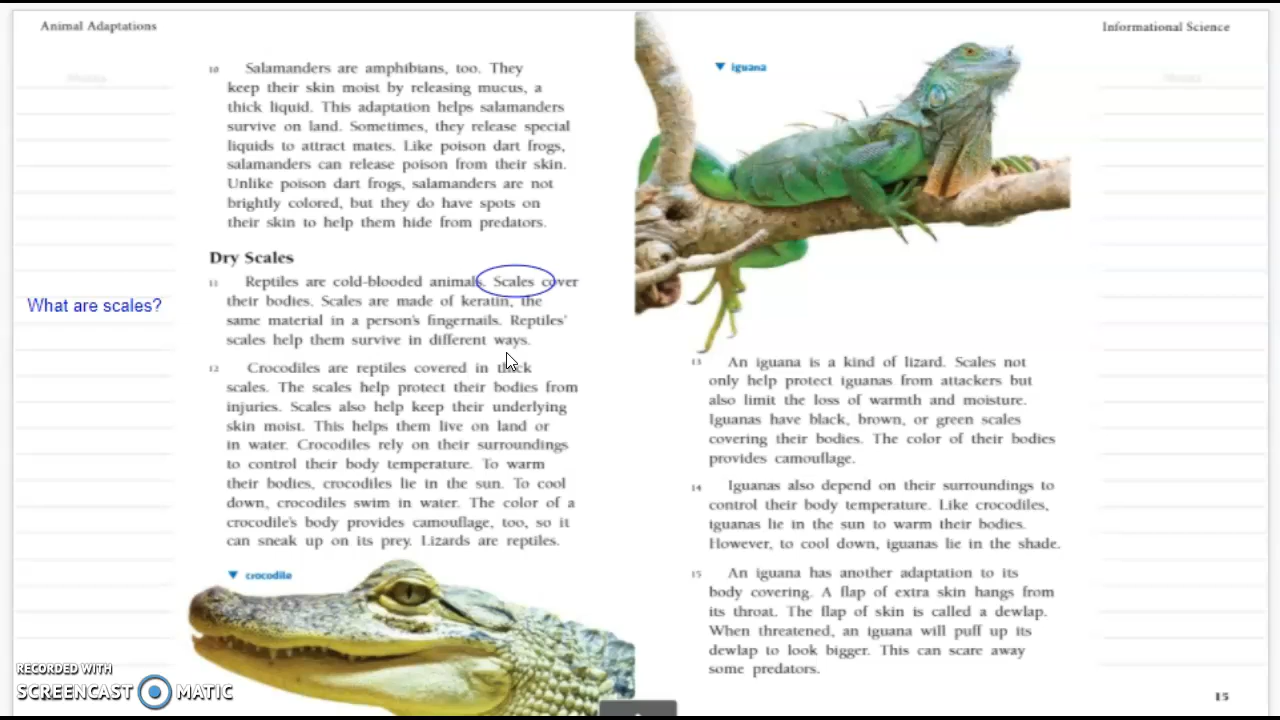 Animal Adaptations
Informational Science
10 Salamanders are amphibians, too. They
keep their skin moist by releasing mucus, a
thick liquid. This adaptation helps salamanders
survive on land. Sometimes, they release special
liquids to attract mates. Like poison dart frogs,
salamanders can release poison from their skin.
Unlike poison dart frogs, salamanders are not
brightly colored, but they do have spots on
their skin to help them hide from predators.
Dry Scales
11 Reptiles are cold-blooded animals. Scales cover
their bodies. Scales are made of keratin, the
same material in a person's fingernails. Reptiles'
scales help them survive in different ways.
What are scales?
12 Crocodiles are reptiles covered in thick
scales. The scales help protect their bodies from
injuries. Scales also help keep their underlying
skin moist. This helps them live on land or
in water. Crocodiles rely on their surroundings
to control their body temperature. To warm
their bodies, crocodiles lie in the sun. To cool
down, crocodiles swim in water. The color of a
crocodile's body provides camouflage, too, so it
can sneak up on its prey. Lizards are reptiles.
crocodile
iguana
13 An iguana is a kind of lizard. Scales not
only help protect iguanas from attackers but
also limit the loss of warmth and moisture.
Iguanas have black, brown, or green scales
covering their bodies. The color of their bodies
provides camouflage.
14 Iguanas also depend on their surroundings to
control their body temperature. Like crocodiles,
iguanas lie in the sun to warm their bodies.
However, to cool down, iguanas lie in the shade.
15 An iguana has another adaptation to its
body covering. A flap of extra skin hangs from
its throat. The flap of skin is called a dewlap.
When threatened, an iguana will puff up its
dewlap to look bigger. This can scare away
some predators.
RECORDED WITH
SCREENCAST MATIC
15